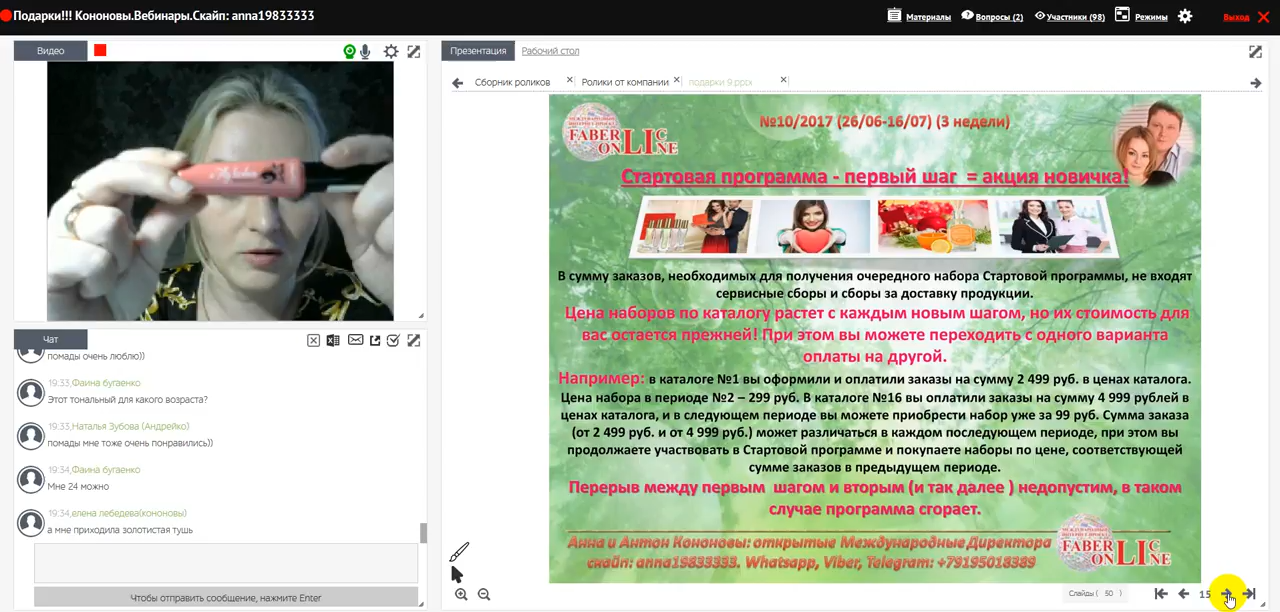 Подарки!!! Кононовы.Вебинары.Скайп: anna19833333
Материалы
Вопросы (2)
Участники (98)
Режимы
Выход
Видео
Презентация
Рабочий стол
Сборник роликов
Ролики от компании
подарки 9 pptx
FABERLIC
ONLINE
№10/2017 (26/06-16/07) (3 недели)
Стартовая программа - первый шаг = акция новичка!
В сумму заказов, необходимых для получения очередного набора Стартовой программы, не входят
сервисные сборы и сборы за доставку продукции.
Цена наборов по каталогу растет с каждым новым шагом, но их стоимость для
вас остается прежней! При этом вы можете переходить с одного варианта
оплаты на другой.
Например: в каталоге №1 вы оформили и оплатили заказы на сумму 2 499 руб. в ценах каталога.
Цена набора в периоде №2 – 299 руб. В каталоге №16 вы оплатили заказы на сумму 4 999 рублей в
ценах каталога, и в следующем периоде вы можете приобрести набор уже за 99 руб. Сумма заказа
(от 2 499 руб. и от 4 999 руб.) может различаться в каждом последующем периоде, при этом вы
продолжаете участвовать в Стартовой программе и покупаете наборы по цене, соответствующей
сумме заказов в предыдущем периоде.
Перерыв между первым шагом и вторым (и так далее ) недопустим, в таком
случае программа сгорает.
Анна и Антон Кононовы: открытые Международные Директора
скайп: anna19833333. Whatsapp, Viber, Telegram: +79195018389
FABERLIC
ONLINE
Слайды ( 50 )
15
Чат
помады очень люблю))
19:33,Фаина бугаенко
Этот тональный для какого возраста?
19:33,Наталья Зубова (Андрейко)
помады мне тоже очень понравились))
19:34,Фаина бугаенко
Мне 24 можно
19:34,елена лебедева(кононовы)
а мне приходила золотистая тушь
Чтобы отправить сообщение, нажмите Enter